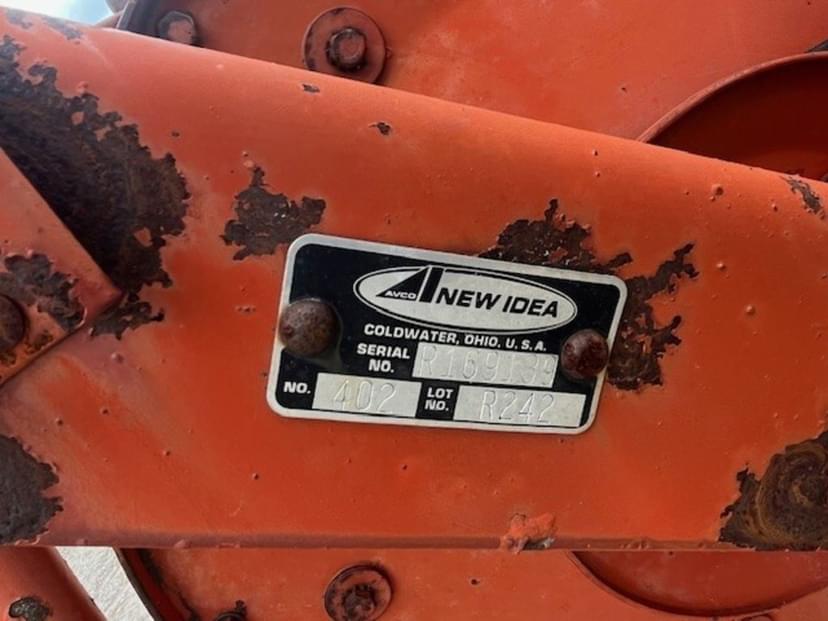 AVCO NEW IDEA
COLDWATER, OHIO, U.S.A.
SERIAL NO. R169139
NO. 402 LOT NO. R242